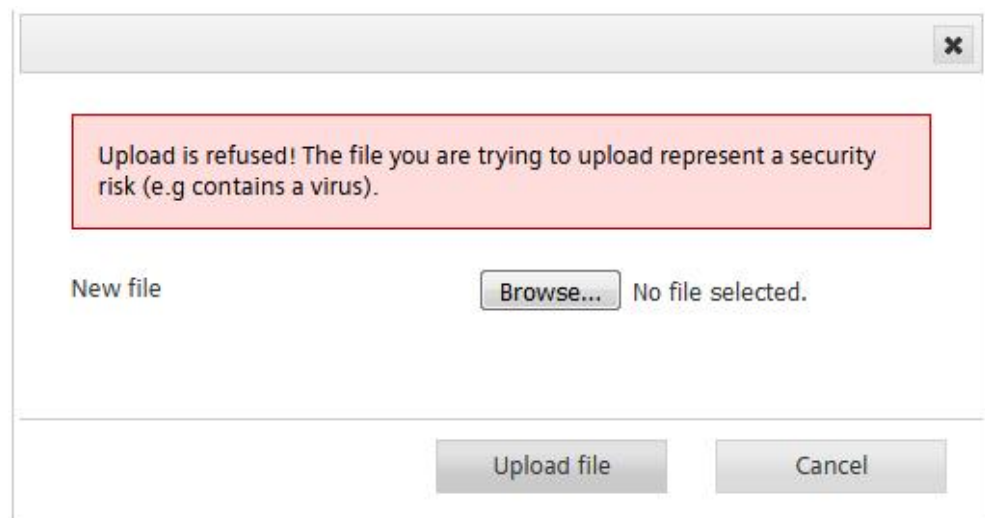 Upload is refused! The file you are trying to upload represent a security
risk (e.g contains a virus).
New file
Browse... No file selected.
Upload file
Cancel